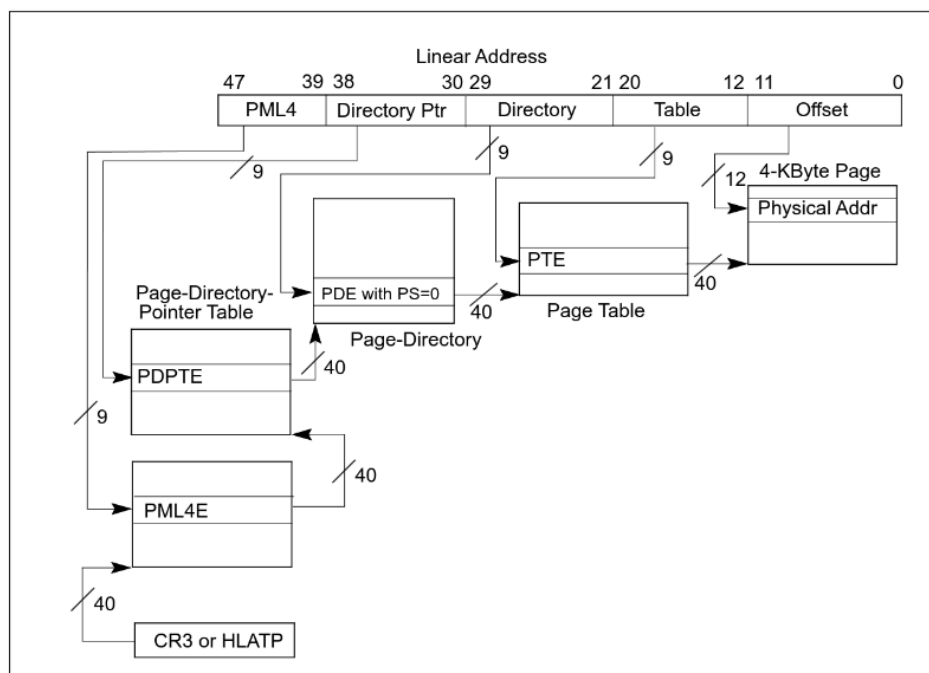 Linear Address
47 39 38 30 29 21 20 12 11 0
PML4 Directory Ptr Directory Table Offset
9 9 9
12 4-KByte Page
Physical Addr
PTE
PDE with PS=0 40 40
40 Page Table
Page-Directory-
Pointer Table
Page-Directory
40
PDPTE
9
40
PML4E
40
CR3 or HLATP